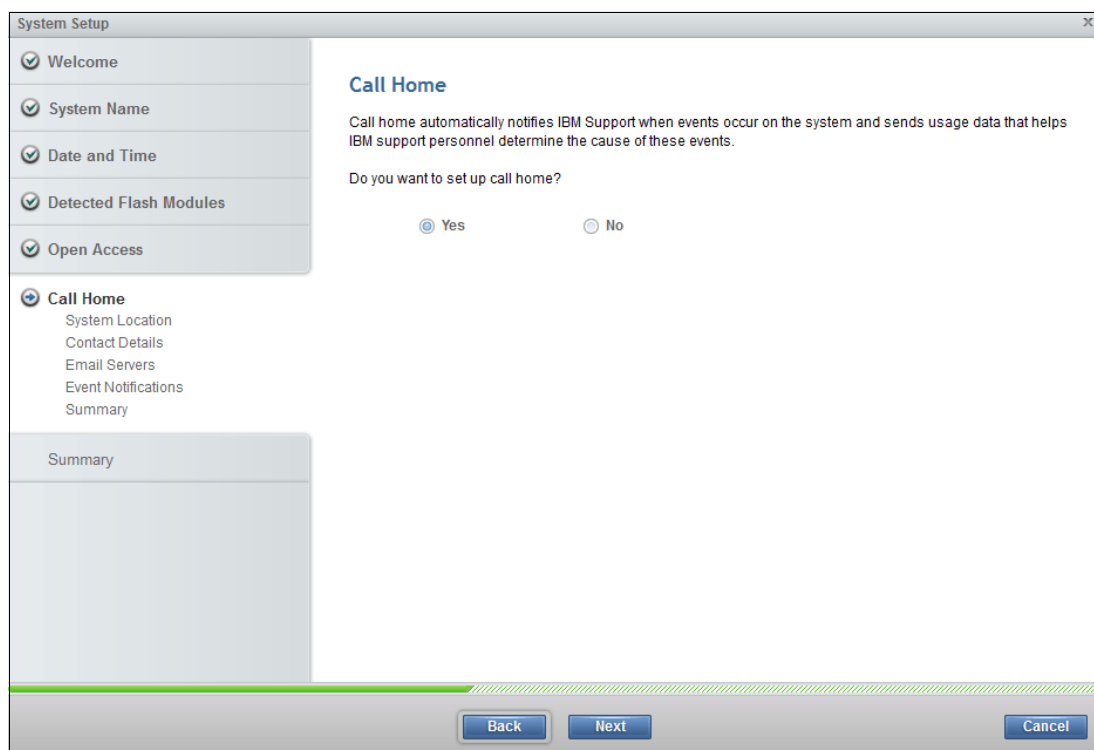 System Setup
x
Welcome
System Name
Date and Time
Detected Flash Modules
Open Access
Call Home
System Location
Contact Details
Email Servers
Event Notifications
Summary
Summary
Call Home
Call home automatically notifies IBM Support when events occur on the system and sends usage data that helps
IBM support personnel determine the cause of these events.
Do you want to set up call home?
Yes No
Back Next Cancel